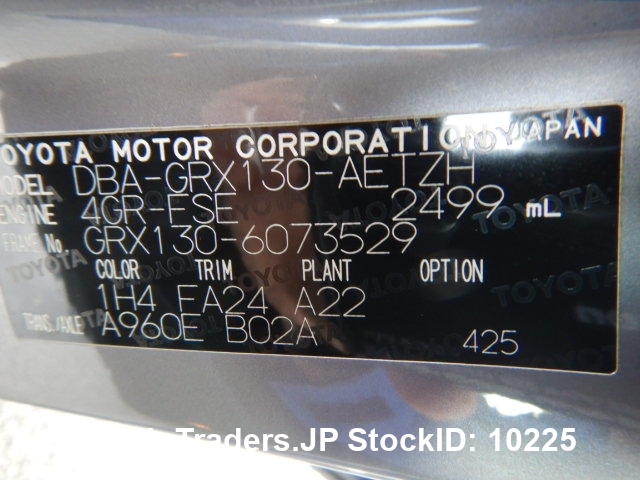 TOYOTA MOTOR CORPORATION JAPAN
MODEL DBA-GRX130-AETZH
ENGINE 4GR-FSE 2499 mL
FRAME No. GRX130-6073529
COLOR TRIM PLANT OPTION
1H4 FA24 A22
TRANS./AXLE A960E B02A 425
Traders.JP StockID: 10225